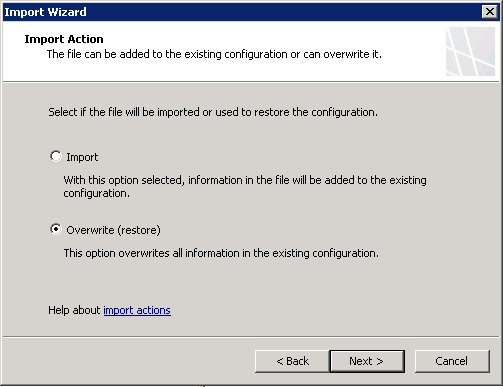 Import Wizard
Import Action
The file can be added to the existing configuration or can overwrite it.
Select if the file will be imported or used to restore the configuration.
Import
With this option selected, information in the file will be added to the existing
configuration.
Overwrite (restore)
This option overwrites all information in the existing configuration.
Help about import actions
< Back Next > Cancel